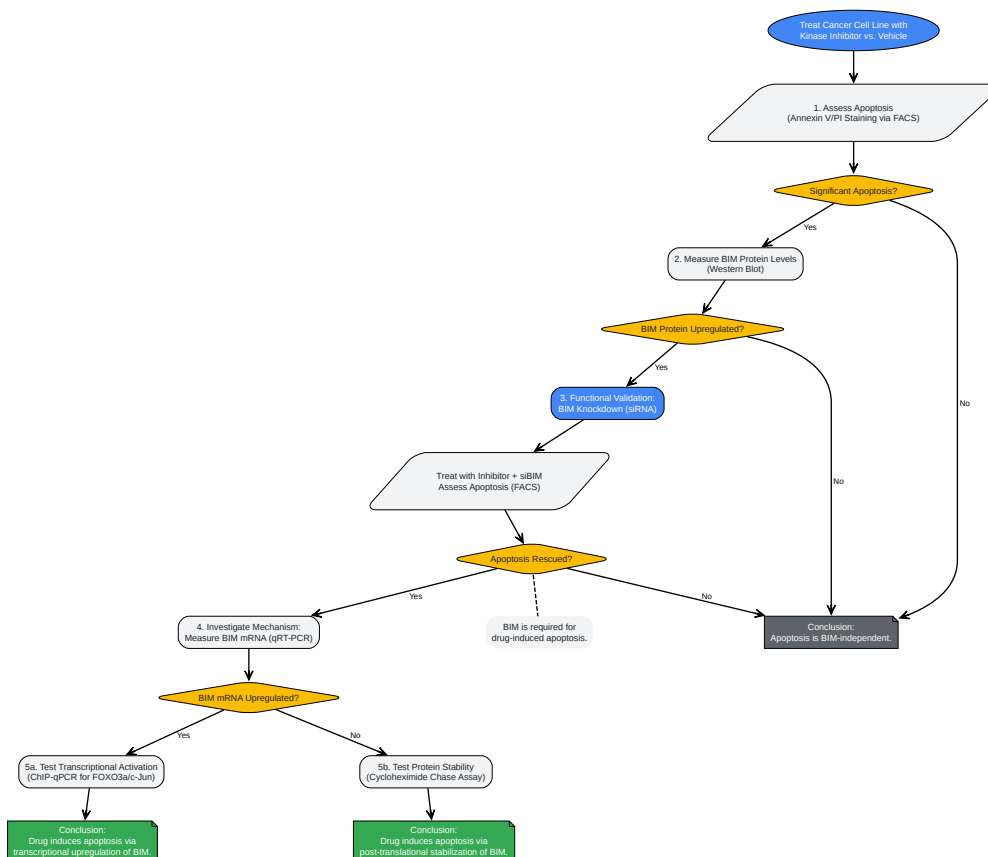 Treat Cancer Cell Line with
Kinase Inhibitor vs. Vehicle
1. Assess Apoptosis
(Annexin V/PI Staining via FACS)
Significant Apoptosis?
Yes
2. Measure BIM Protein Levels
(Western Blot)
BIM Protein Upregulated?
Yes
3. Functional Validation:
BIM Knockdown (siRNA)
No
Treat with Inhibitor + siBIM
Assess Apoptosis (FACS)
No
Apoptosis Rescued?
Yes
No
4. Investigate Mechanism:
Measure BIM mRNA (qRT-PCR)
BIM is required for
drug-induced apoptosis.
Conclusion:
Apoptosis is BIM-independent.
BIM mRNA Upregulated?
Yes
No
5a. Test Transcriptional Activation
(ChIP-qPCR for FOXO3a/c-Jun)
5b. Test Protein Stability
(Cycloheximide Chase Assay)
Conclusion:
Drug induces apoptosis via
transcriptional upregulation of BIM.
Conclusion:
Drug induces apoptosis via
post-translational stabilization of BIM.